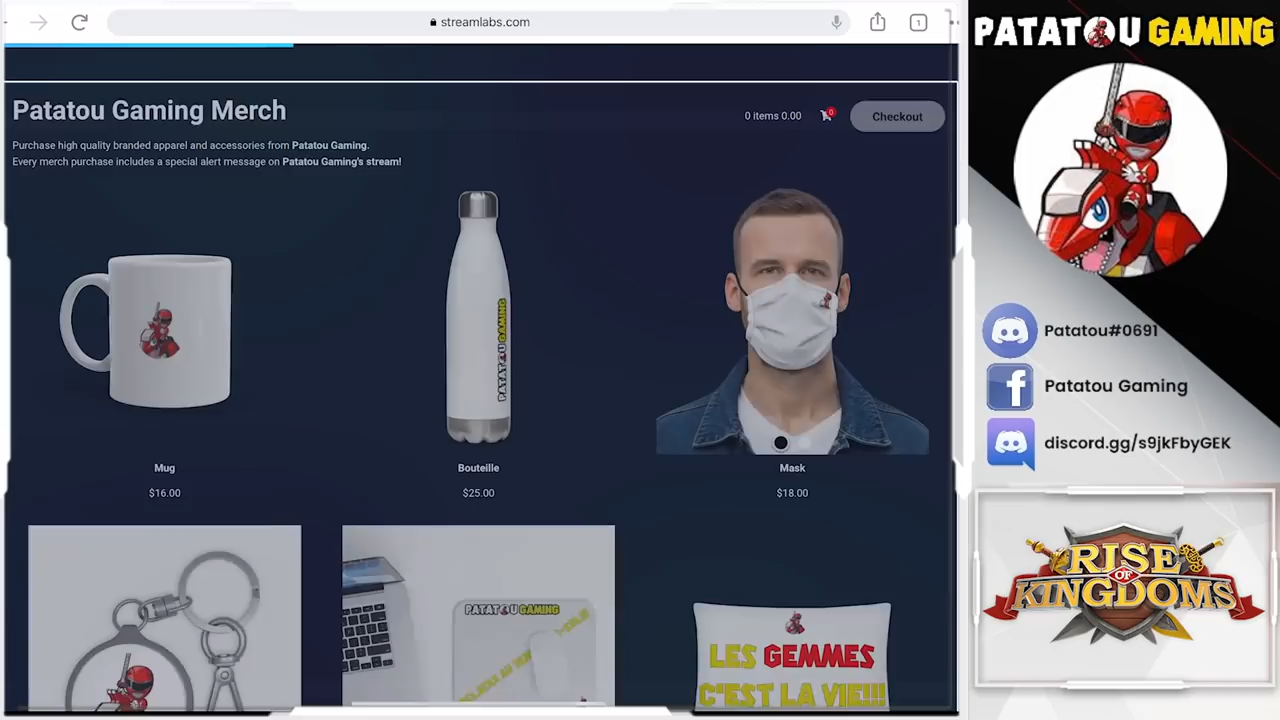 streamlabs.com
1
Patatou Gaming Merch
0 items 0.00
0
Checkout
Purchase high quality branded apparel and accessories from Patatou Gaming.
Every merch purchase includes a special alert message on Patatou Gaming's stream!
PATATOU GAMING
Mug
Bouteille
Mask
$16.00
$25.00
$18.00
PATATOU GAMING
LES GEMMES
C'EST LA VIE!!!
PATATOU GAMING
Patatou#0691
Patatou Gaming
discord.gg/s9jkFbyGEK
RISE
OF
KINGDOMS